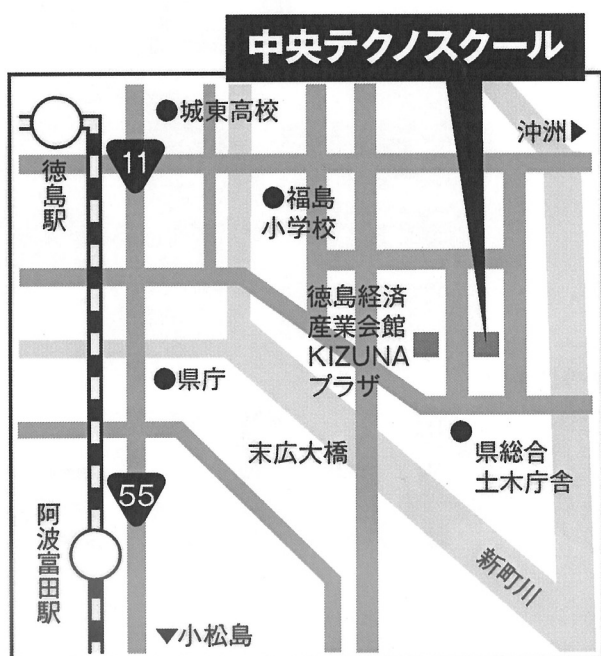 中央テクノスクール
城東高校
沖洲▶
11
徳島駅
福島
小学校
徳島経済
産業会館
KIZUNA
プラザ
県庁
末広大橋
県総合
土木庁舎
55
阿波富田駅
新町川
▼小松島